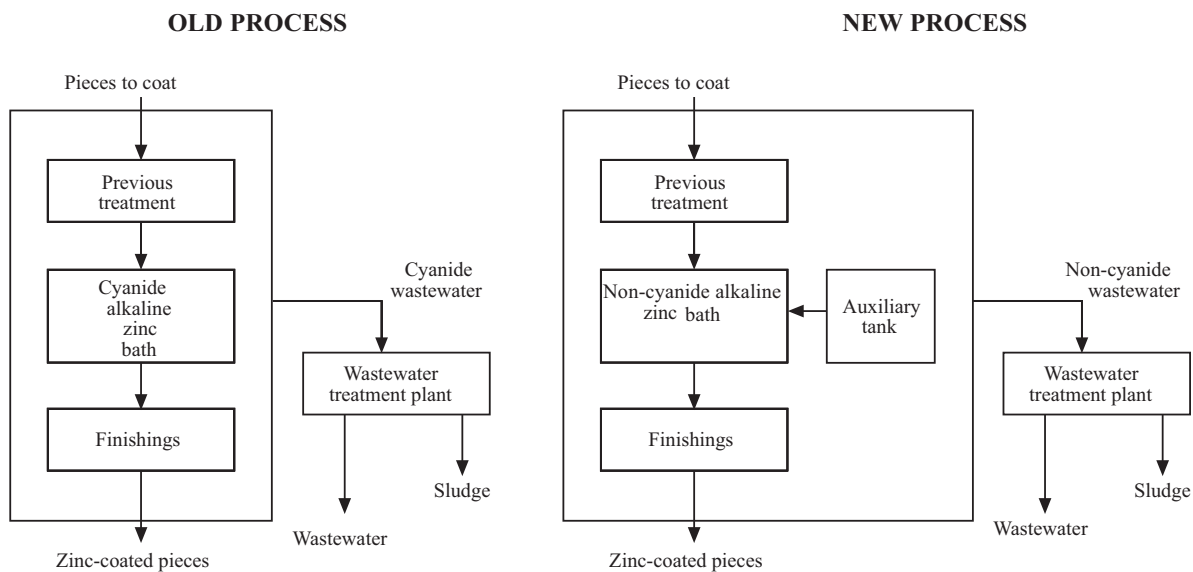 OLD PROCESS
Pieces to coat
Previous
treatment
Cyanide
alkaline
zinc
bath
Finishings
Zinc-coated pieces
Cyanide
wastewater
Wastewater
treatment plant
Sludge
Wastewater
NEW PROCESS
Pieces to coat
Previous
treatment
Non-cyanide alkaline
zinc bath
Auxiliary
tank
Finishings
Zinc-coated pieces
Non-cyanide
wastewater
Wastewater
treatment plant
Sludge
Wastewater